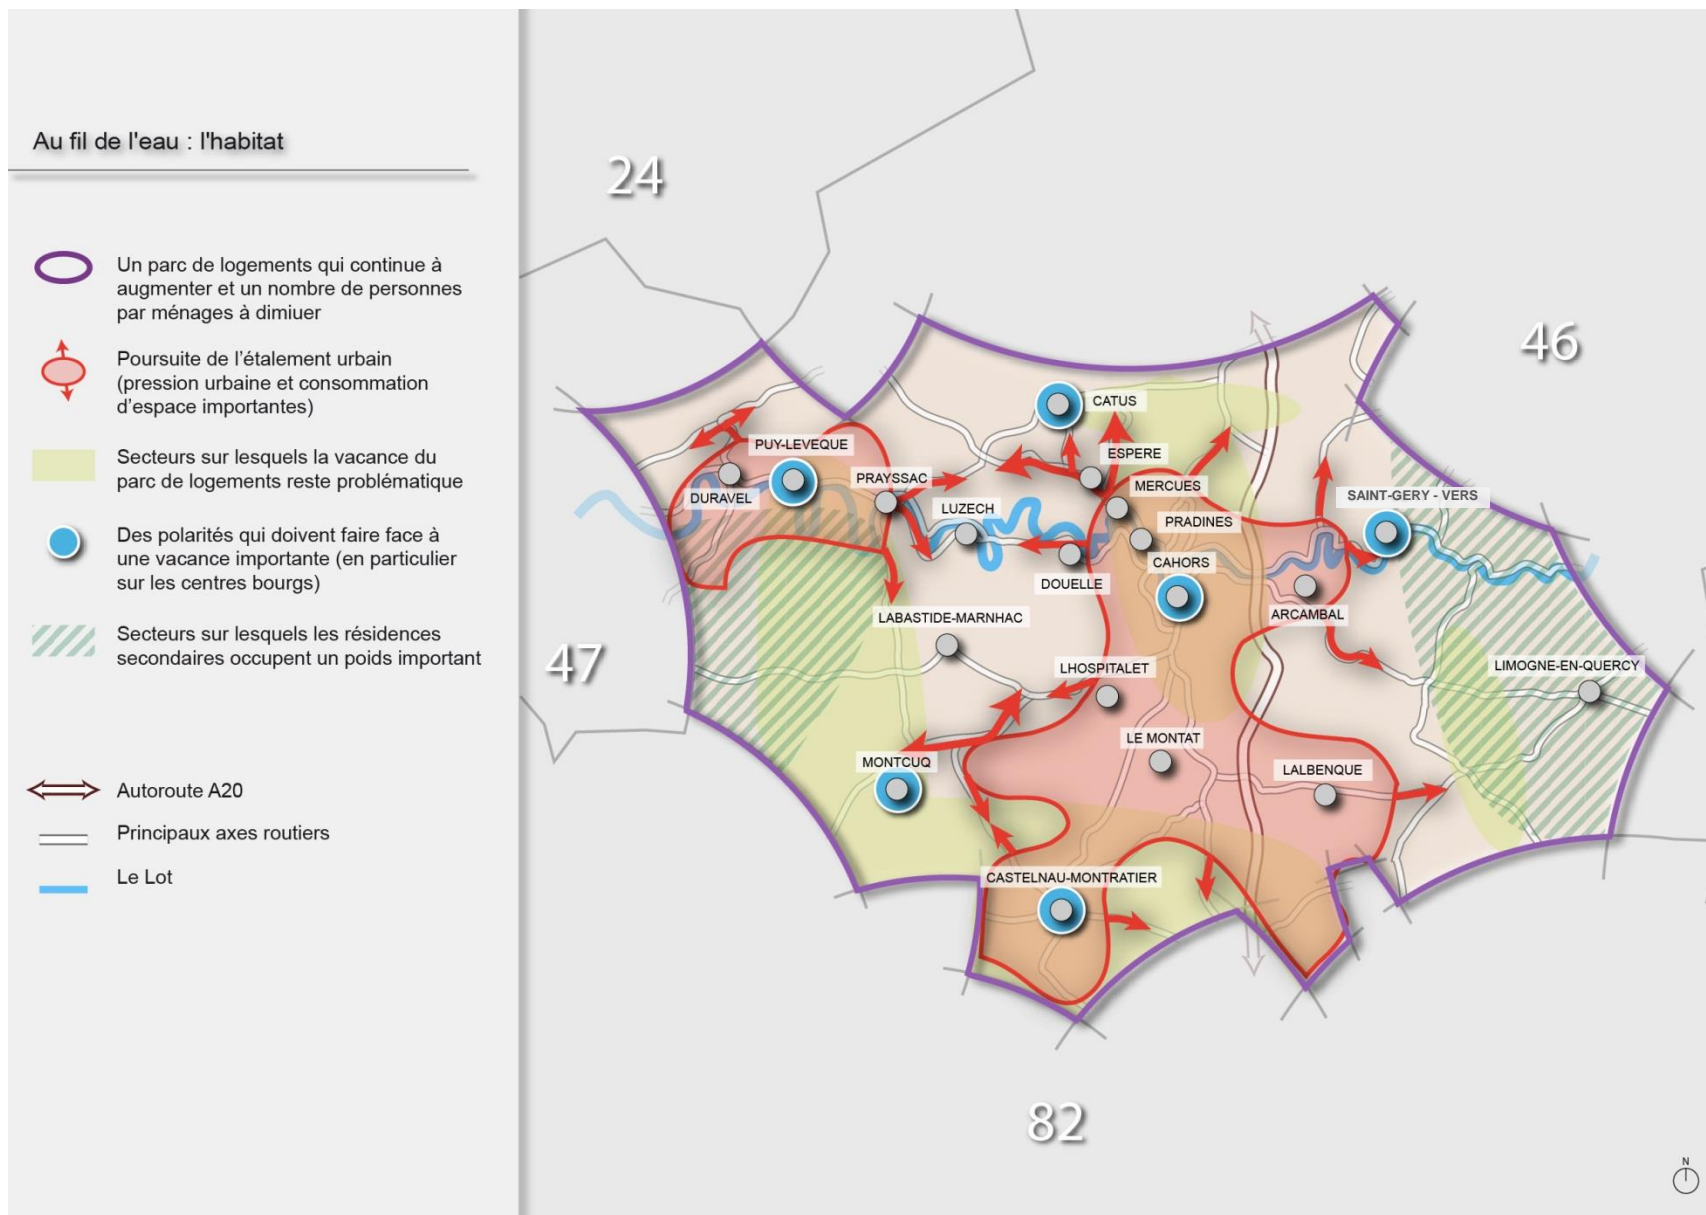 Au fil de l'eau : l'habitat
Un parc de logements qui continue à
augmenter et un nombre de personnes
par ménages à dimiuer
Poursuite de l'étalement urbain
(pression urbaine et consommation
d'espace importantes)
Secteurs sur lesquels la vacance du
parc de logements reste problématique
Des polarités qui doivent faire face à
une vacance importante (en particulier
sur les centres bourgs)
Secteurs sur lesquels les résidences
secondaires occupent un poids important
Autoroute A20
Principaux axes routiers
Le Lot
24
46
CATUS
PUY-LEVEQUE
ESPERE
PRAYSSAC
MERCUES
DURAVEL
SAINT-GERY - VERS
LUZECH
PRADINES
CAHORS
DOUELLE
LABASTIDE-MARNHAC
ARCAMBAL
47
LHOSPITALET
LIMOGNE-EN-QUERCY
LE MONTAT
MONTCUQ
LALBENQUE
CASTELNAU-MONTRATIER
82
N